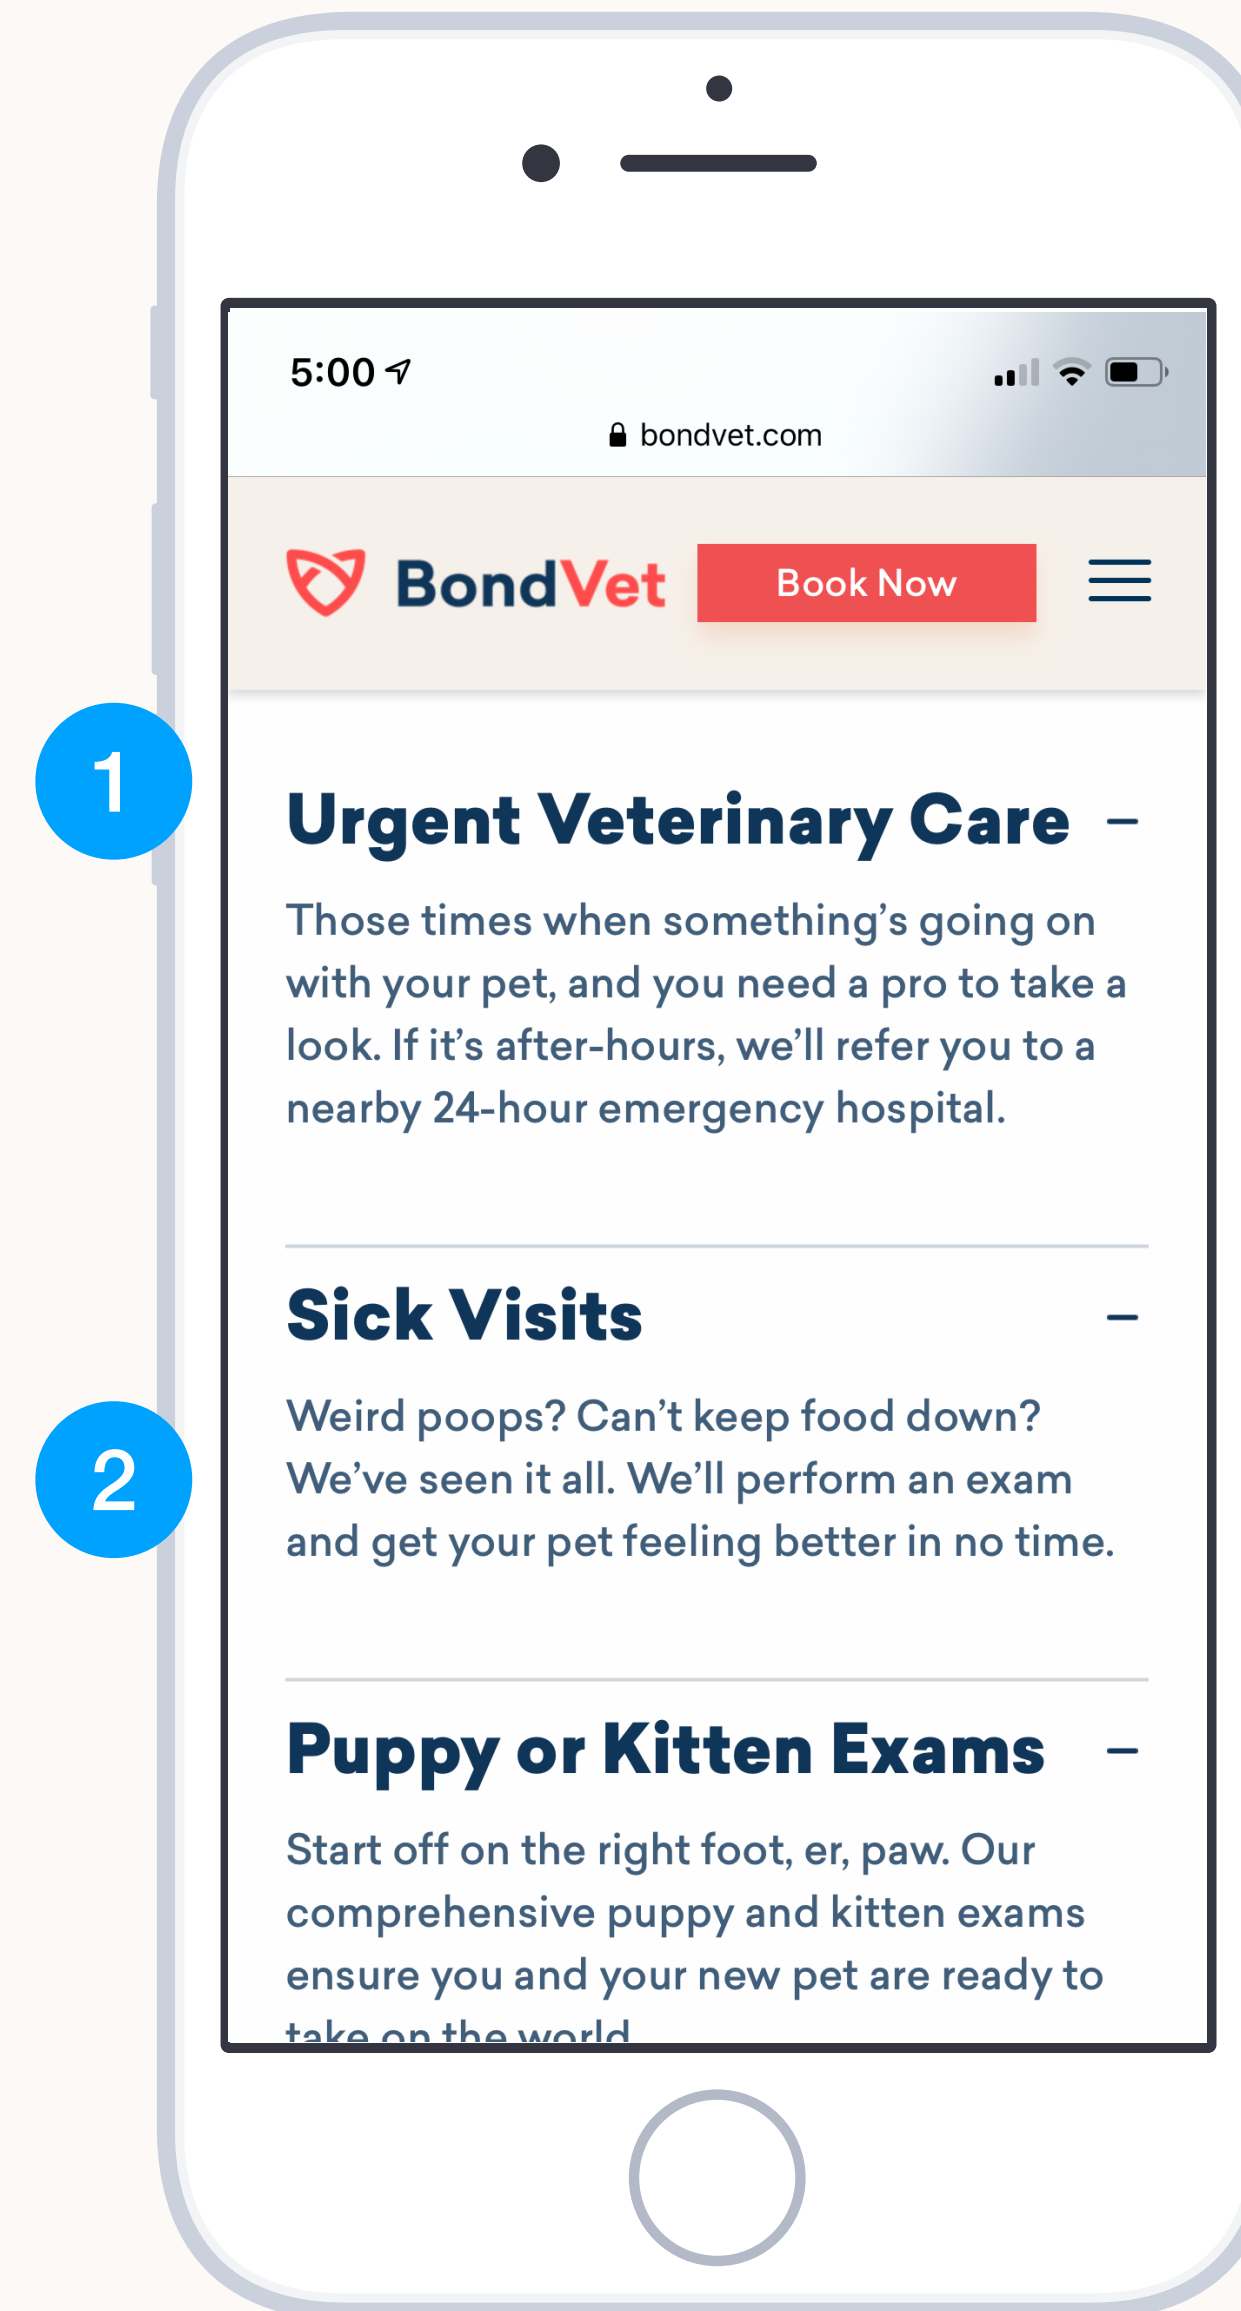 5:00
bondvet.com
BondVet
Book Now
1
Urgent Veterinary Care
Those times when something’s going on
with your pet, and you need a pro to take a
look. If it’s after-hours, we’ll refer you to a
nearby 24-hour emergency hospital.
Sick Visits
2
Weird poops? Can’t keep food down?
We’ve seen it all. We’ll perform an exam
and get your pet feeling better in no time.
Puppy or Kitten Exams
Start off on the right foot, er, paw. Our
comprehensive puppy and kitten exams
ensure you and your new pet are ready to
take on the world